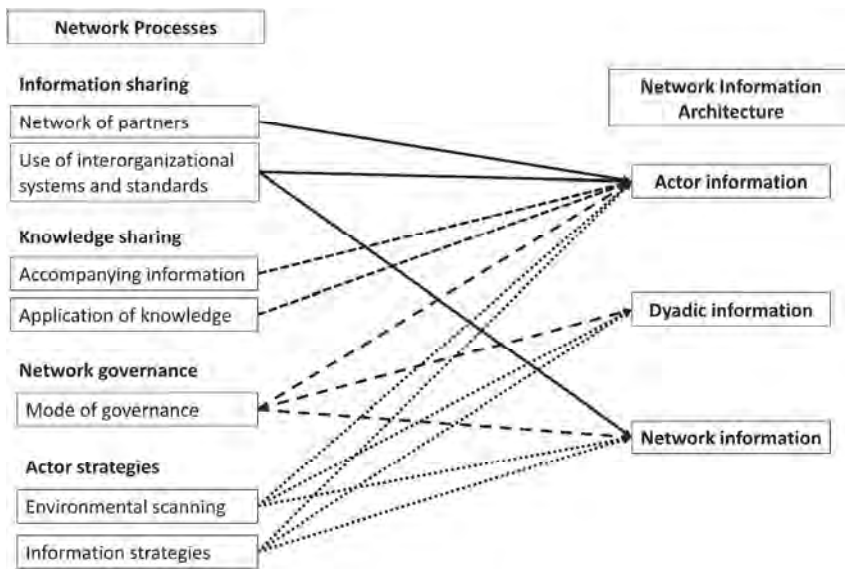 Network Processes
Information sharing
Network of partners
Use of interorganizational
systems and standards
Knowledge sharing
Accompanying information
Application of knowledge
Network governance
Mode of governance
Actor strategies
Environmental scanning
Information strategies
Network Information
Architecture
Actor information
Dyadic information
Network information